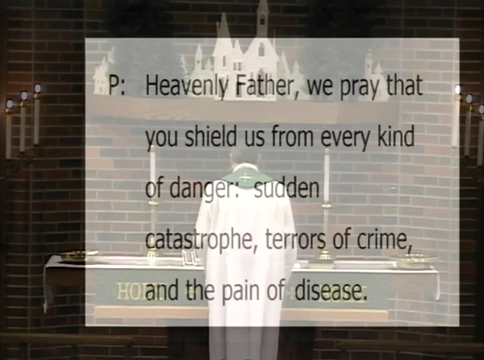 P: Heavenly Father, we pray that
you shield us from every kind
of danger: sudden
catastrophe, terrors of crime,
and the pain of disease.